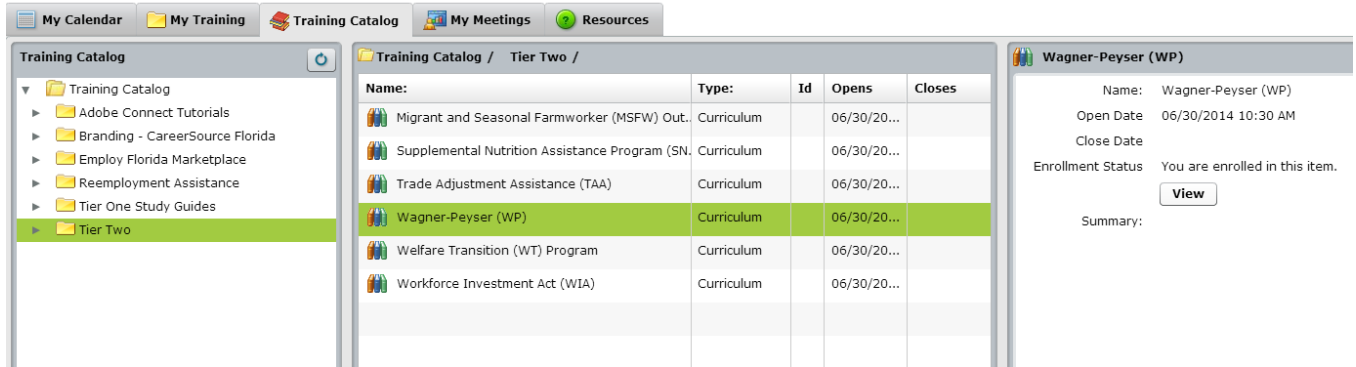 My Calendar My Training Training Catalog My Meetings Resources
Training Catalog
Training Catalog
Adobe Connect Tutorials
Branding - CareerSource Florida
Employ Florida Marketplace
Reemployment Assistance
Tier One Study Guides
Tier Two
Training Catalog / Tier Two /
Name: Type: Id Opens Closes
Migrant and Seasonal Farmworker (MSFW) Out.. Curriculum 06/30/20...
Supplemental Nutrition Assistance Program (SN. Curriculum 06/30/20...
Trade Adjustment Assistance (TAA) Curriculum 06/30/20...
Wagner-Peyser (WP) Curriculum 06/30/20...
Welfare Transition (WT) Program Curriculum 06/30/20...
Workforce Investment Act (WIA) Curriculum 06/30/20...
Wagner-Peyser (WP)
Name: Wagner-Peyser (WP)
Open Date 06/30/2014 10:30 AM
Close Date
Enrollment Status You are enrolled in this item.
View
Summary: